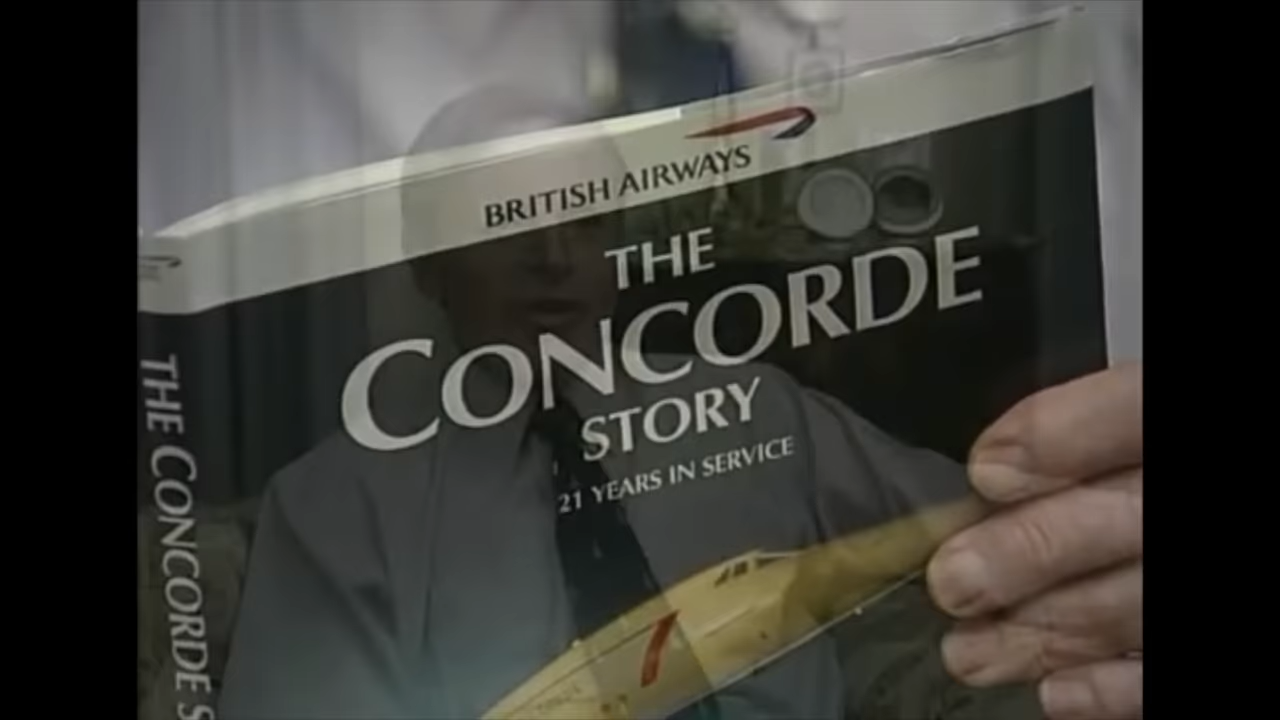 BRITISH AIRWAYS
THE
CONCORDE
STORY
21 YEARS IN SERVICE
THE CONCORDE S